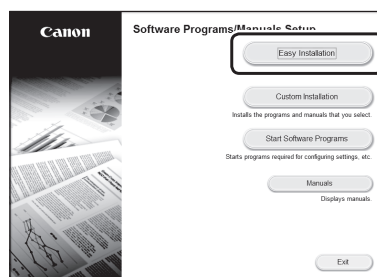 Canon
Software Programs/Manuals Setup
Easy Installation
Custom Installation
Installs the programs and manuals that you select.
Start Software Programs
Starts programs required for configuring settings, etc.
Manuals
Displays manuals.
Exit